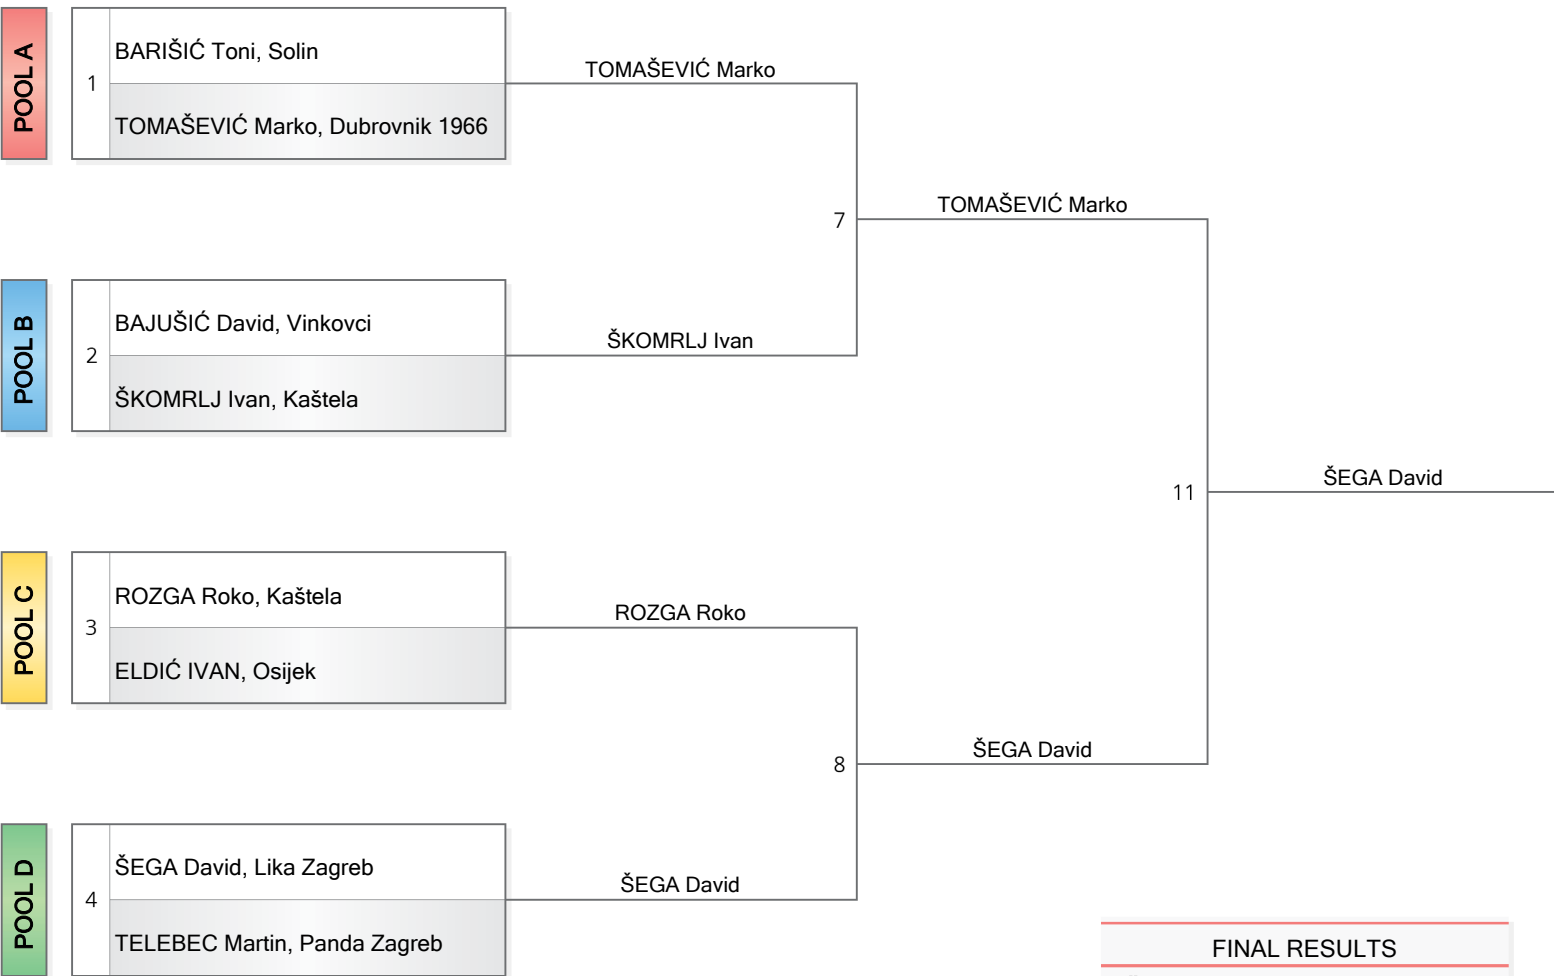 POOL A
1
BARIŠIĆ Toni, Solin
TOMAŠEVIĆ Marko, Dubrovnik 1966
TOMAŠEVIĆ Marko
7
TOMAŠEVIĆ Marko
POOL B
2
BAJUŠIĆ David, Vinkovci
ŠKOMRLJ Ivan, Kaštela
ŠKOMRLJ Ivan
11
ŠEGA David
POOL C
3
ROZGA Roko, Kaštela
ELDIĆ IVAN, Osijek
ROZGA Roko
8
ŠEGA David
POOL D
4
ŠEGA David, Lika Zagreb
TELEBEC Martin, Panda Zagreb
ŠEGA David
FINAL RESULTS